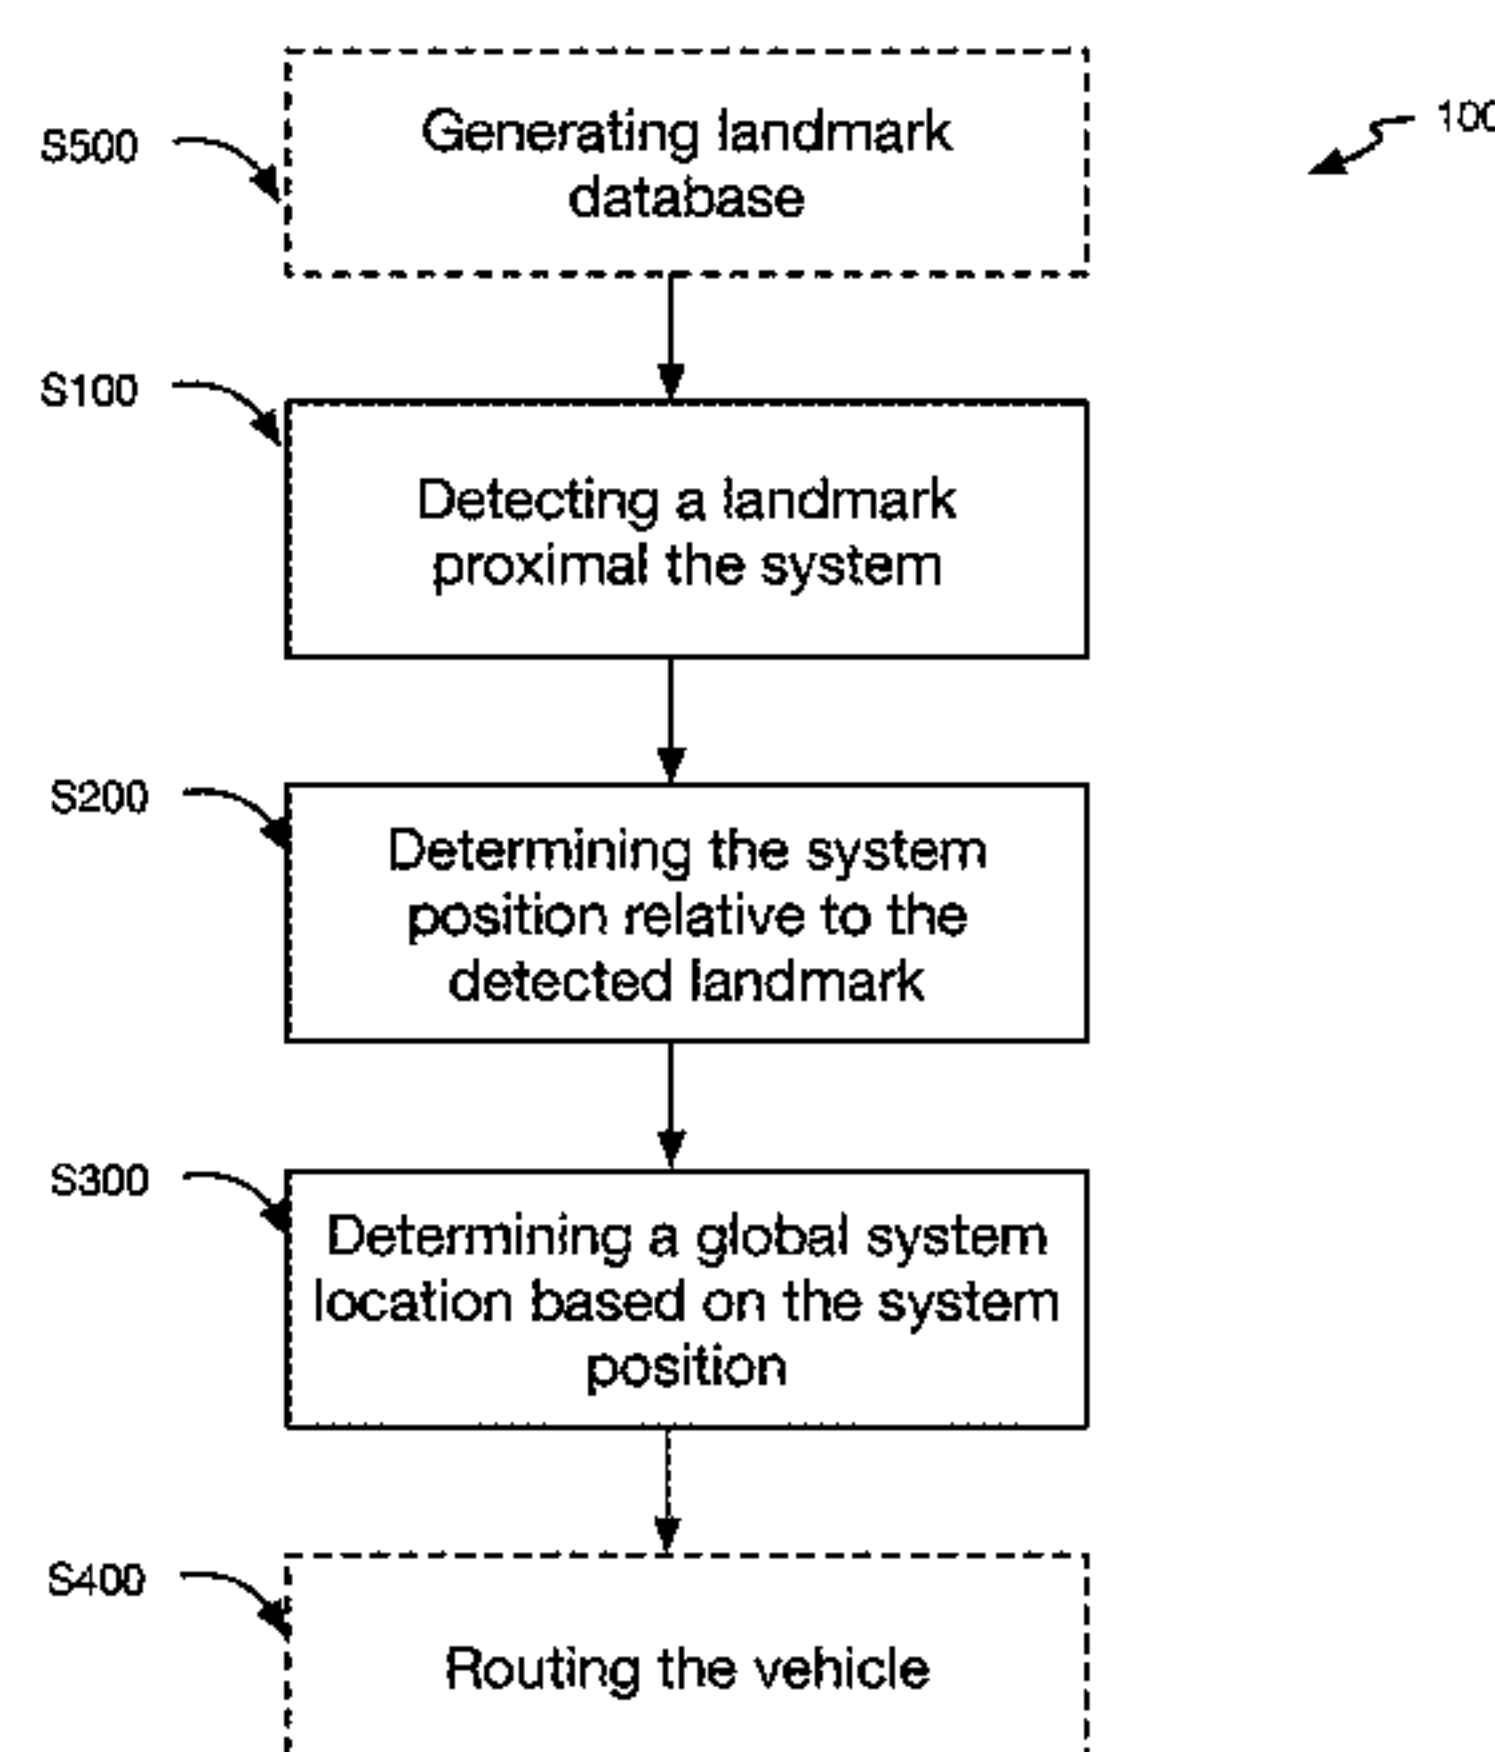 S500
Generating landmark
database
100
S100
Detecting a landmark
proximal the system
S200
Determining the system
position relative to the
detected landmark
S300
Determining a global system
location based on the system
position
S400
Routing the vehicle